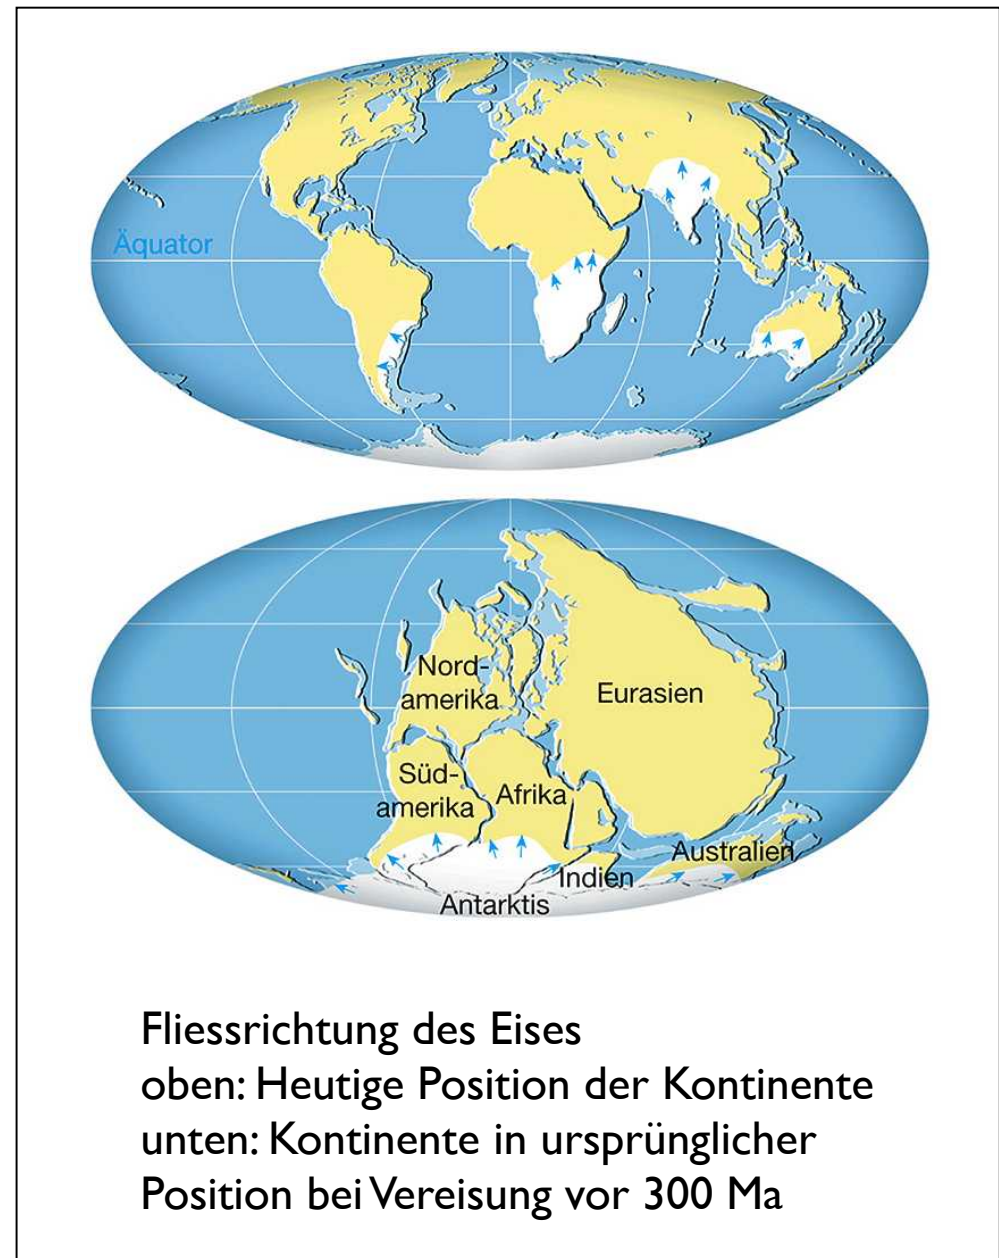 Äquator
Nord-
amerika
Eurasien
Süd-
amerika
Afrika
Australien
Indien
Antarktis
Fliessrichtung des Eises
oben: Heutige Position der Kontinente
unten: Kontinente in ursprünglicher
Position bei Vereisung vor 300 Ma